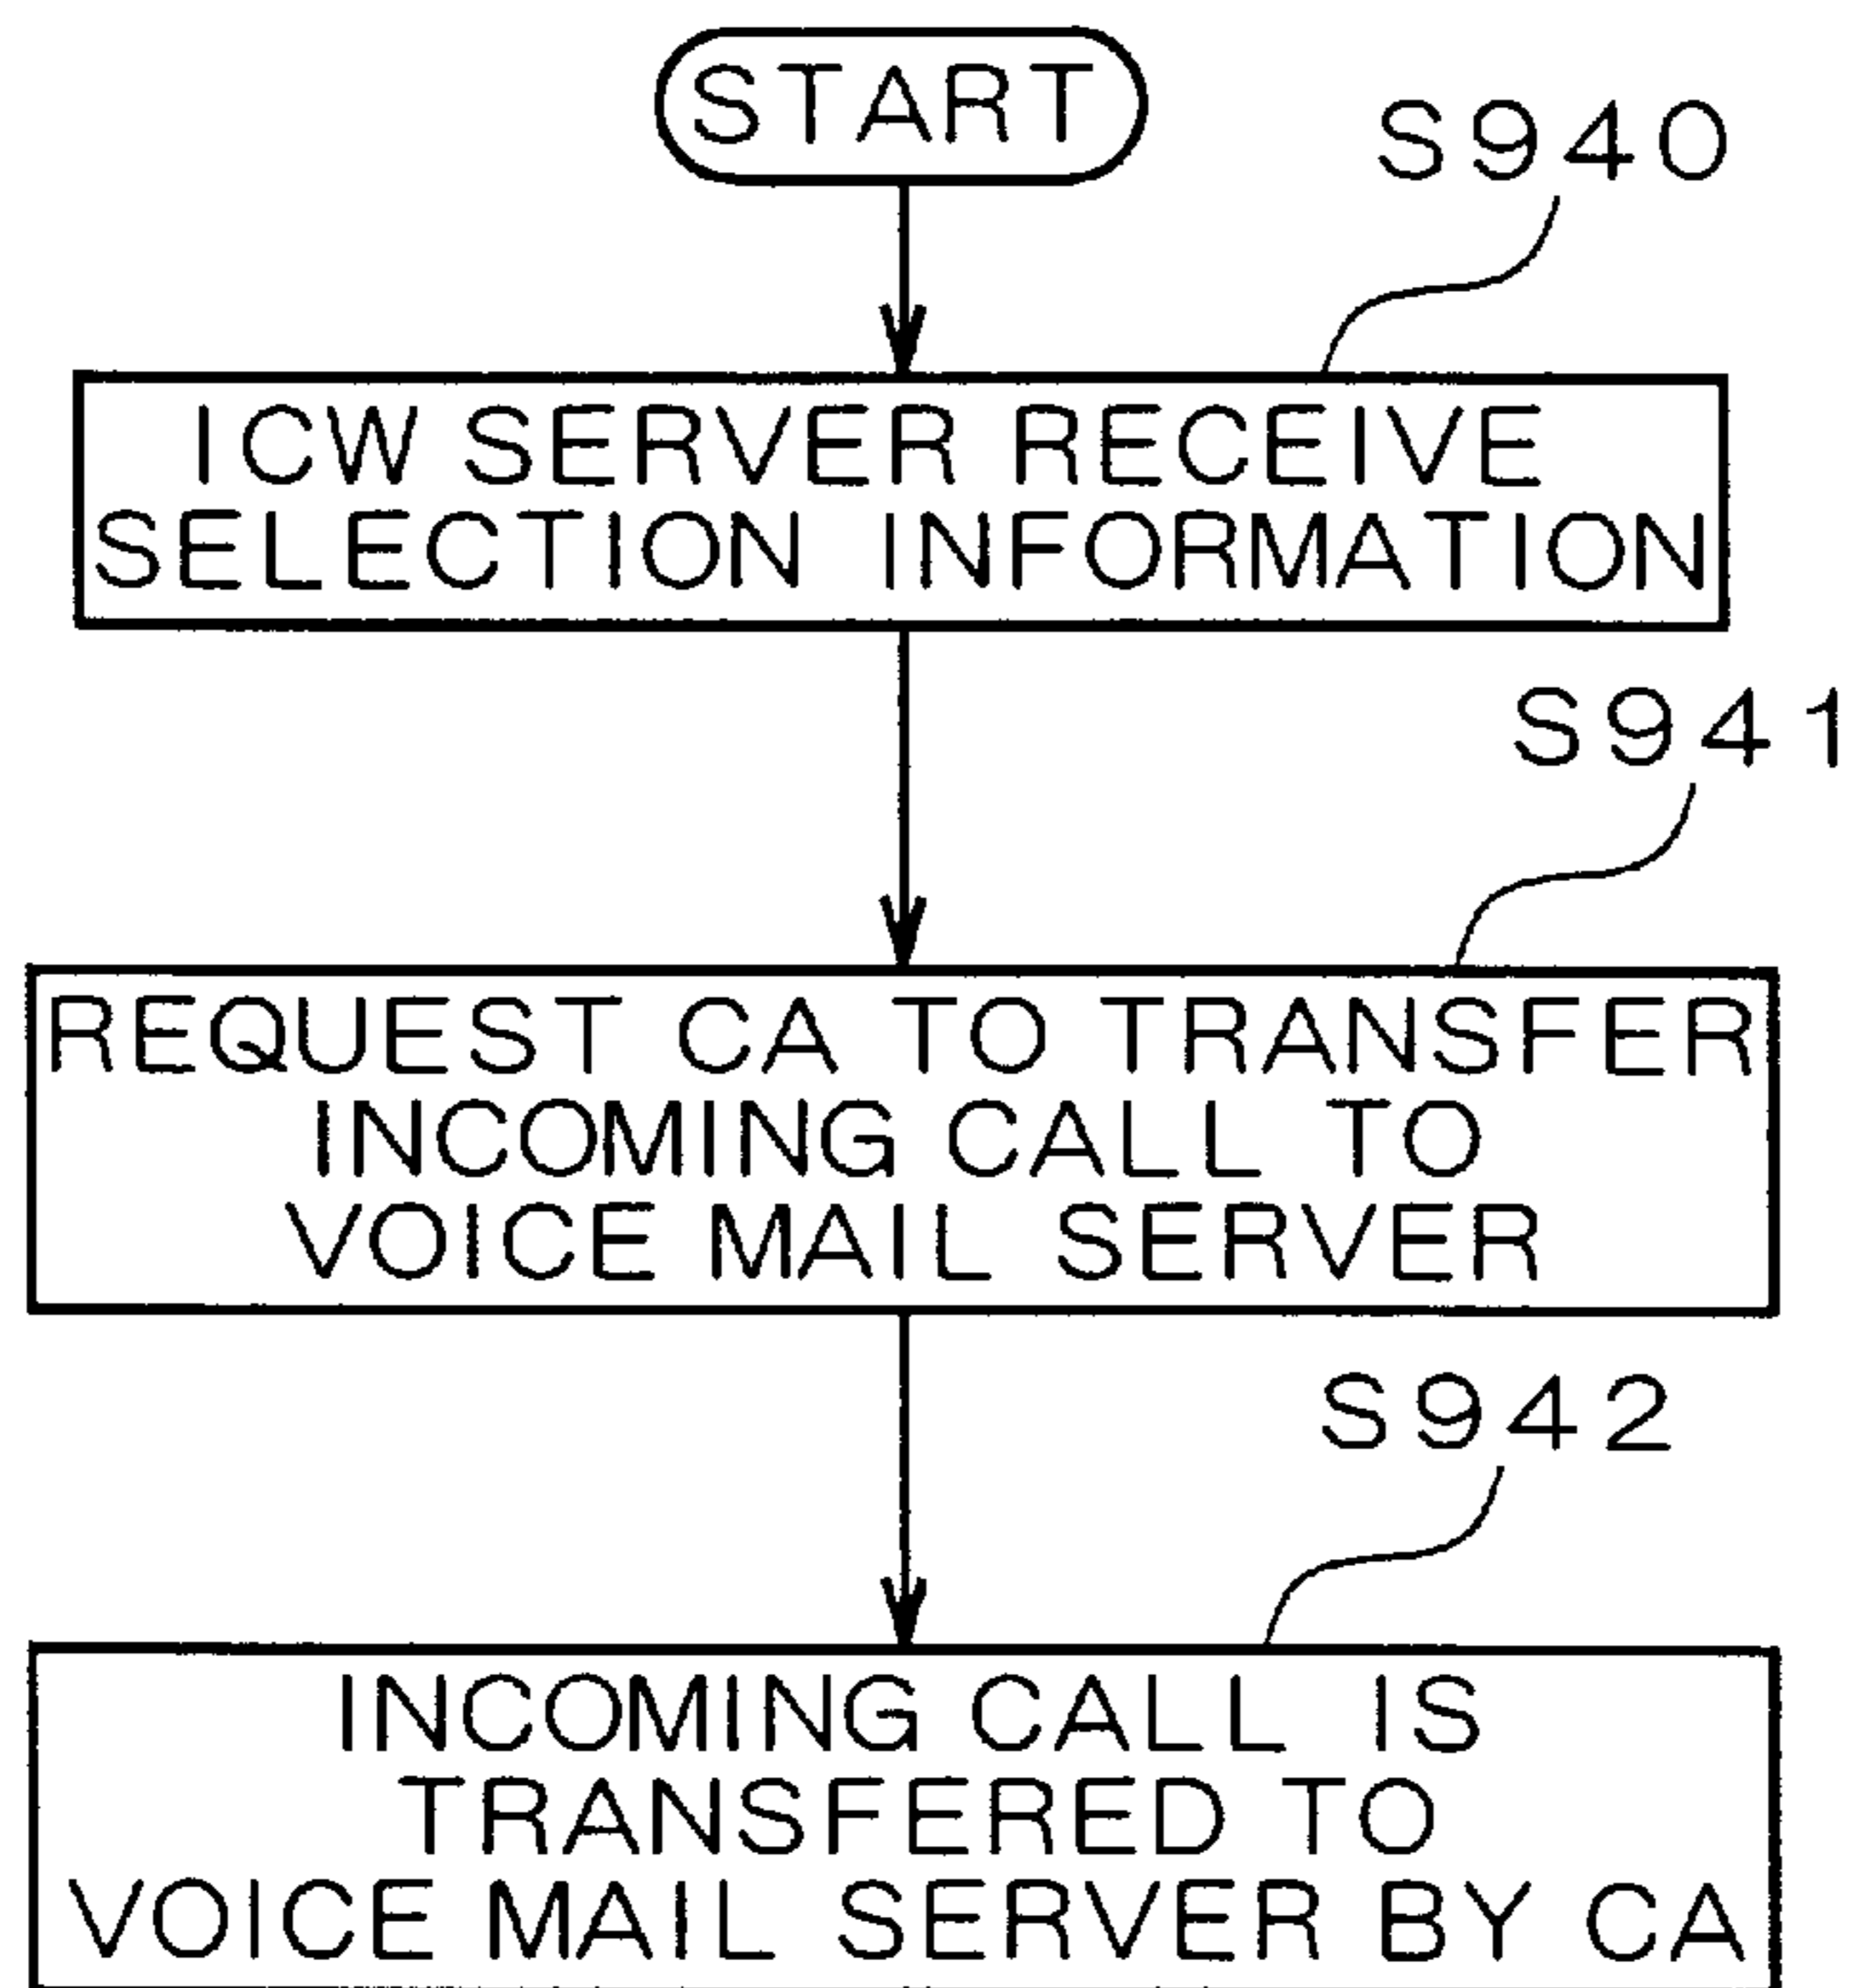 START
S940
ICW SERVER RECEIVE
SELECTION INFORMATION
S941
REQUEST CA TO TRANSFER
INCOMING CALL TO
VOICE MAIL SERVER
S942
INCOMING CALL IS
TRANSFERED TO
VOICE MAIL SERVER BY CA